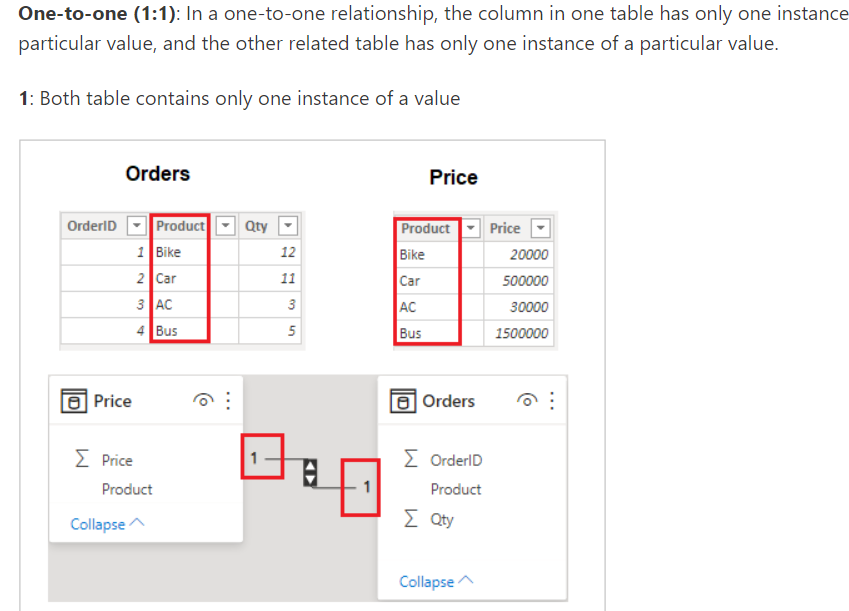 One-to-one (1:1): In a one-to-one relationship, the column in one table has only one instance
particular value, and the other related table has only one instance of a particular value.
1: Both table contains only one instance of a value
Orders
OrderID Product Qty
1 Bike 12
2 Car 11
3 AC 3
4 Bus 5
Price
Product Price
Bike 20000
Car 500000
AC 30000
Bus 1500000
Price
Σ Price
Product
Collapse
1
1
Orders
Σ OrderID
Product
Σ Qty
Collapse